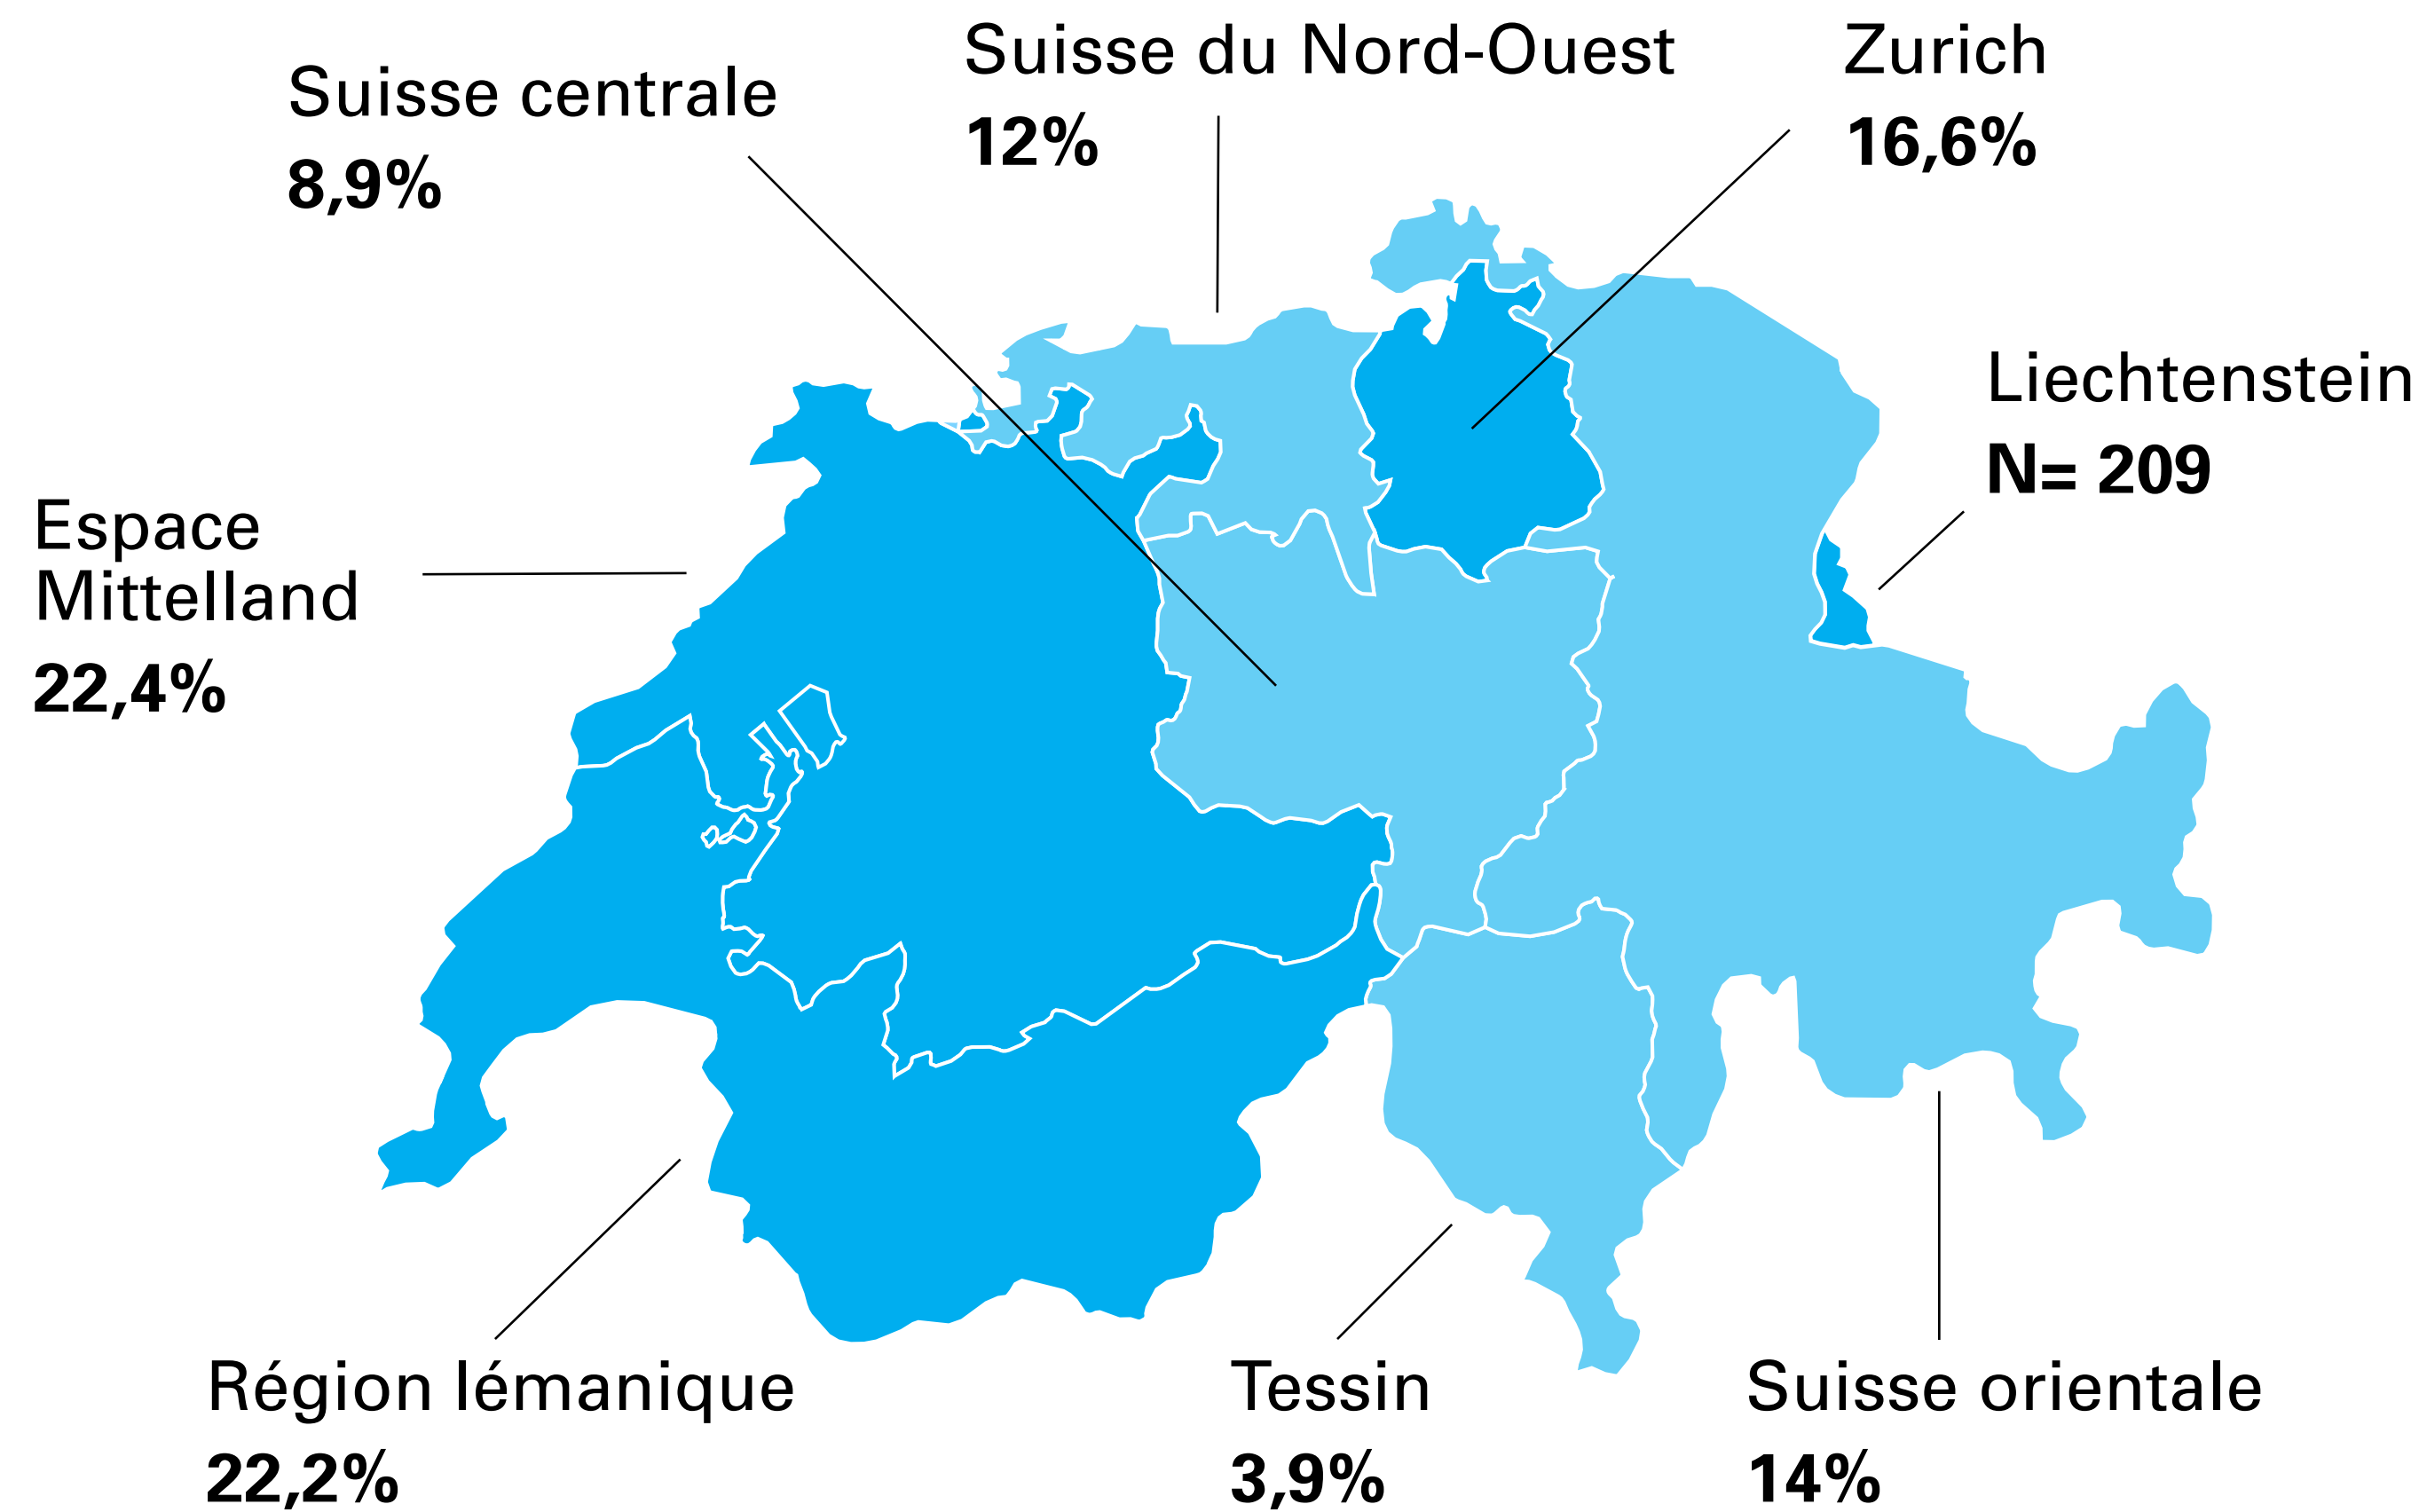 Suisse centrale
8,9%
Suisse du Nord-Ouest
12%
Zurich
16,6%
Liechtenstein
N= 209
Espace
Mittelland
22,4%
Région lémanique
22,2%
Tessin
3,9%
Suisse orientale
14%